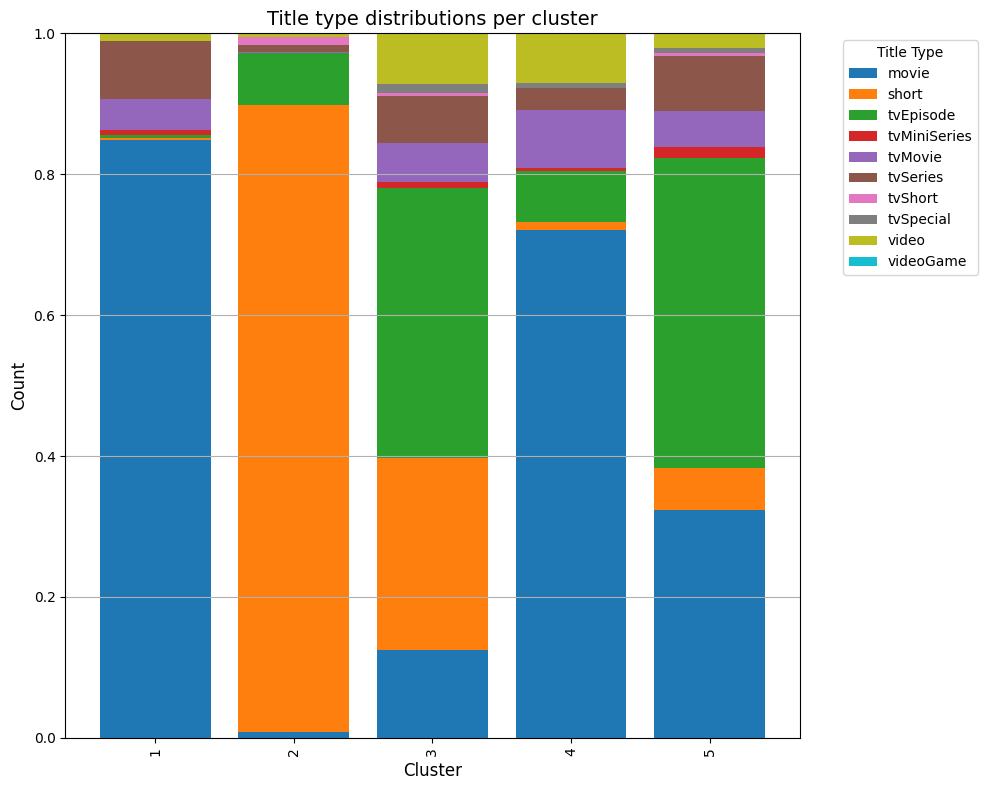 Title type distributions per cluster
1.0
0.8
0.6
0.4
0.2
0.0
Count
1
2
3
4
5
Cluster
Title Type
movie
short
tvEpisode
tvMiniSeries
tvMovie
tvSeries
tvShort
tvSpecial
video
videoGame